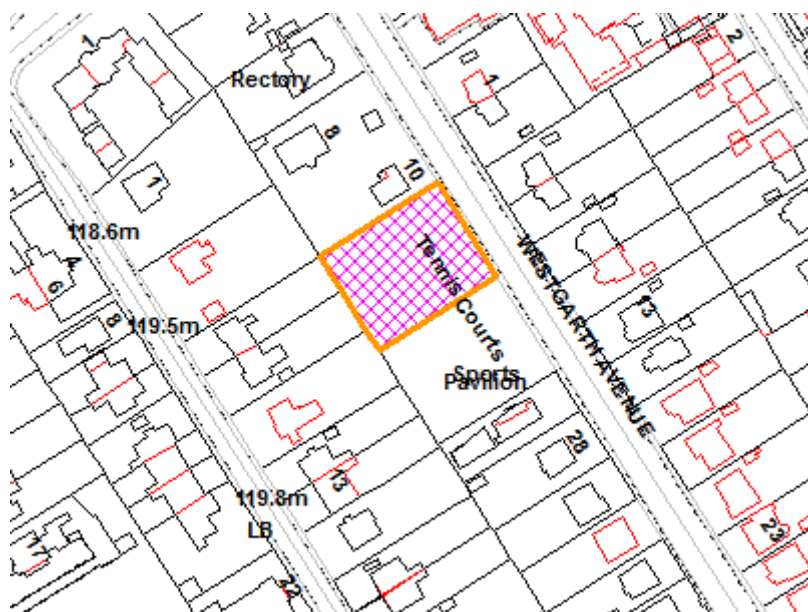 1
2
Rectory
1
8
10
1
118.6m
4
6
WESTGARTH AVENUE
Tennis Courts
13
119.5m
8
Sports
Pavilion
28
13
119.8m
LB
23
17
22